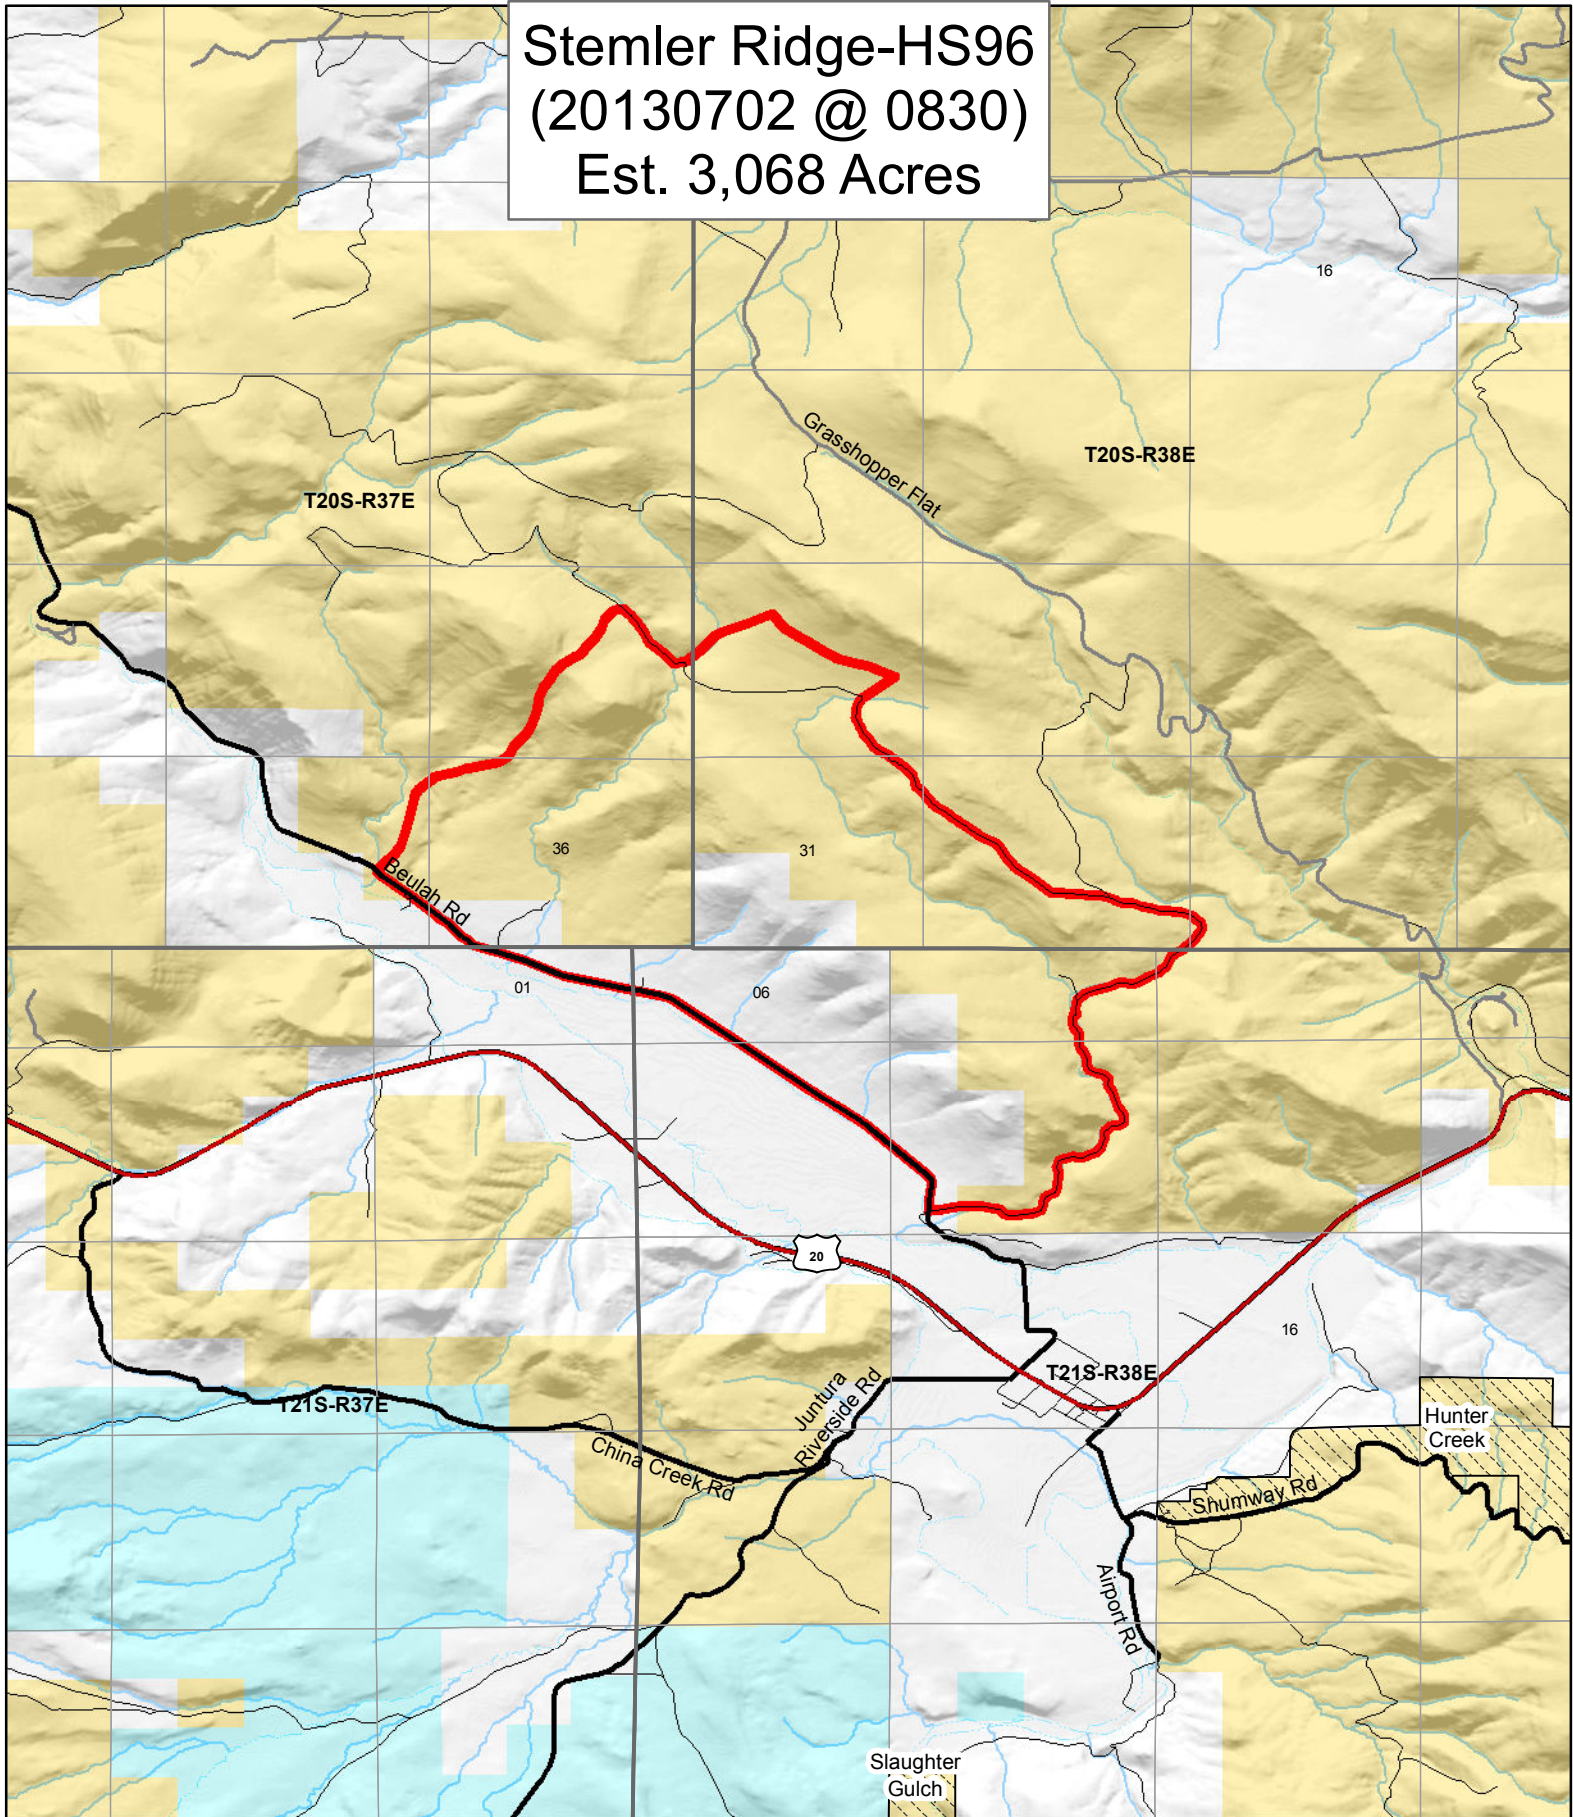 Stemler Ridge-HS96
(20130702 @ 0830)
Est. 3,068 Acres
16
Grasshopper Flat
T20S-R38E
T20S-R37E
36
31
Beulah Rd
01
06
20
16
T21S-R38E
T21S-R37E
Juntura
Riverside Rd
China Creek Rd
Hunter
Creek
Shumway Rd
Airport Rd
Slaughter
Gulch